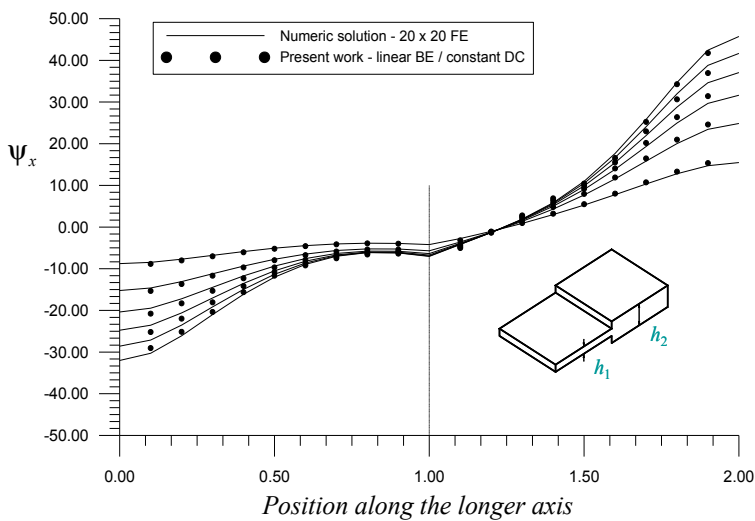 50.00
Numeric solution - 20 x 20 FE
Present work - linear BE / constant DC
40.00
30.00
20.00
Ψx
10.00
0.00
-10.00
-20.00
-30.00
-40.00
-50.00
h2
h1
0.00 0.50 1.00 1.50 2.00
Position along the longer axis